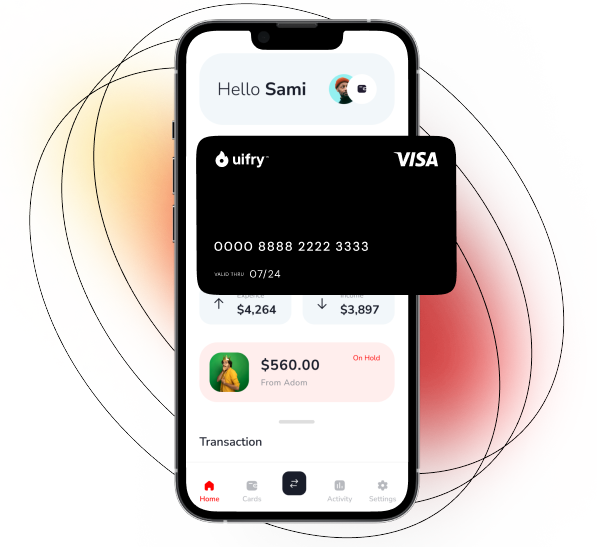 Hello Sami
uifry™
VISA
0000 8888 2222 3333
VALID THRU 07/24
Expence
$4,264
Income
$3,897
$560.00
On Hold
From Adom
Transaction
Home
Cards
Activity
Settings